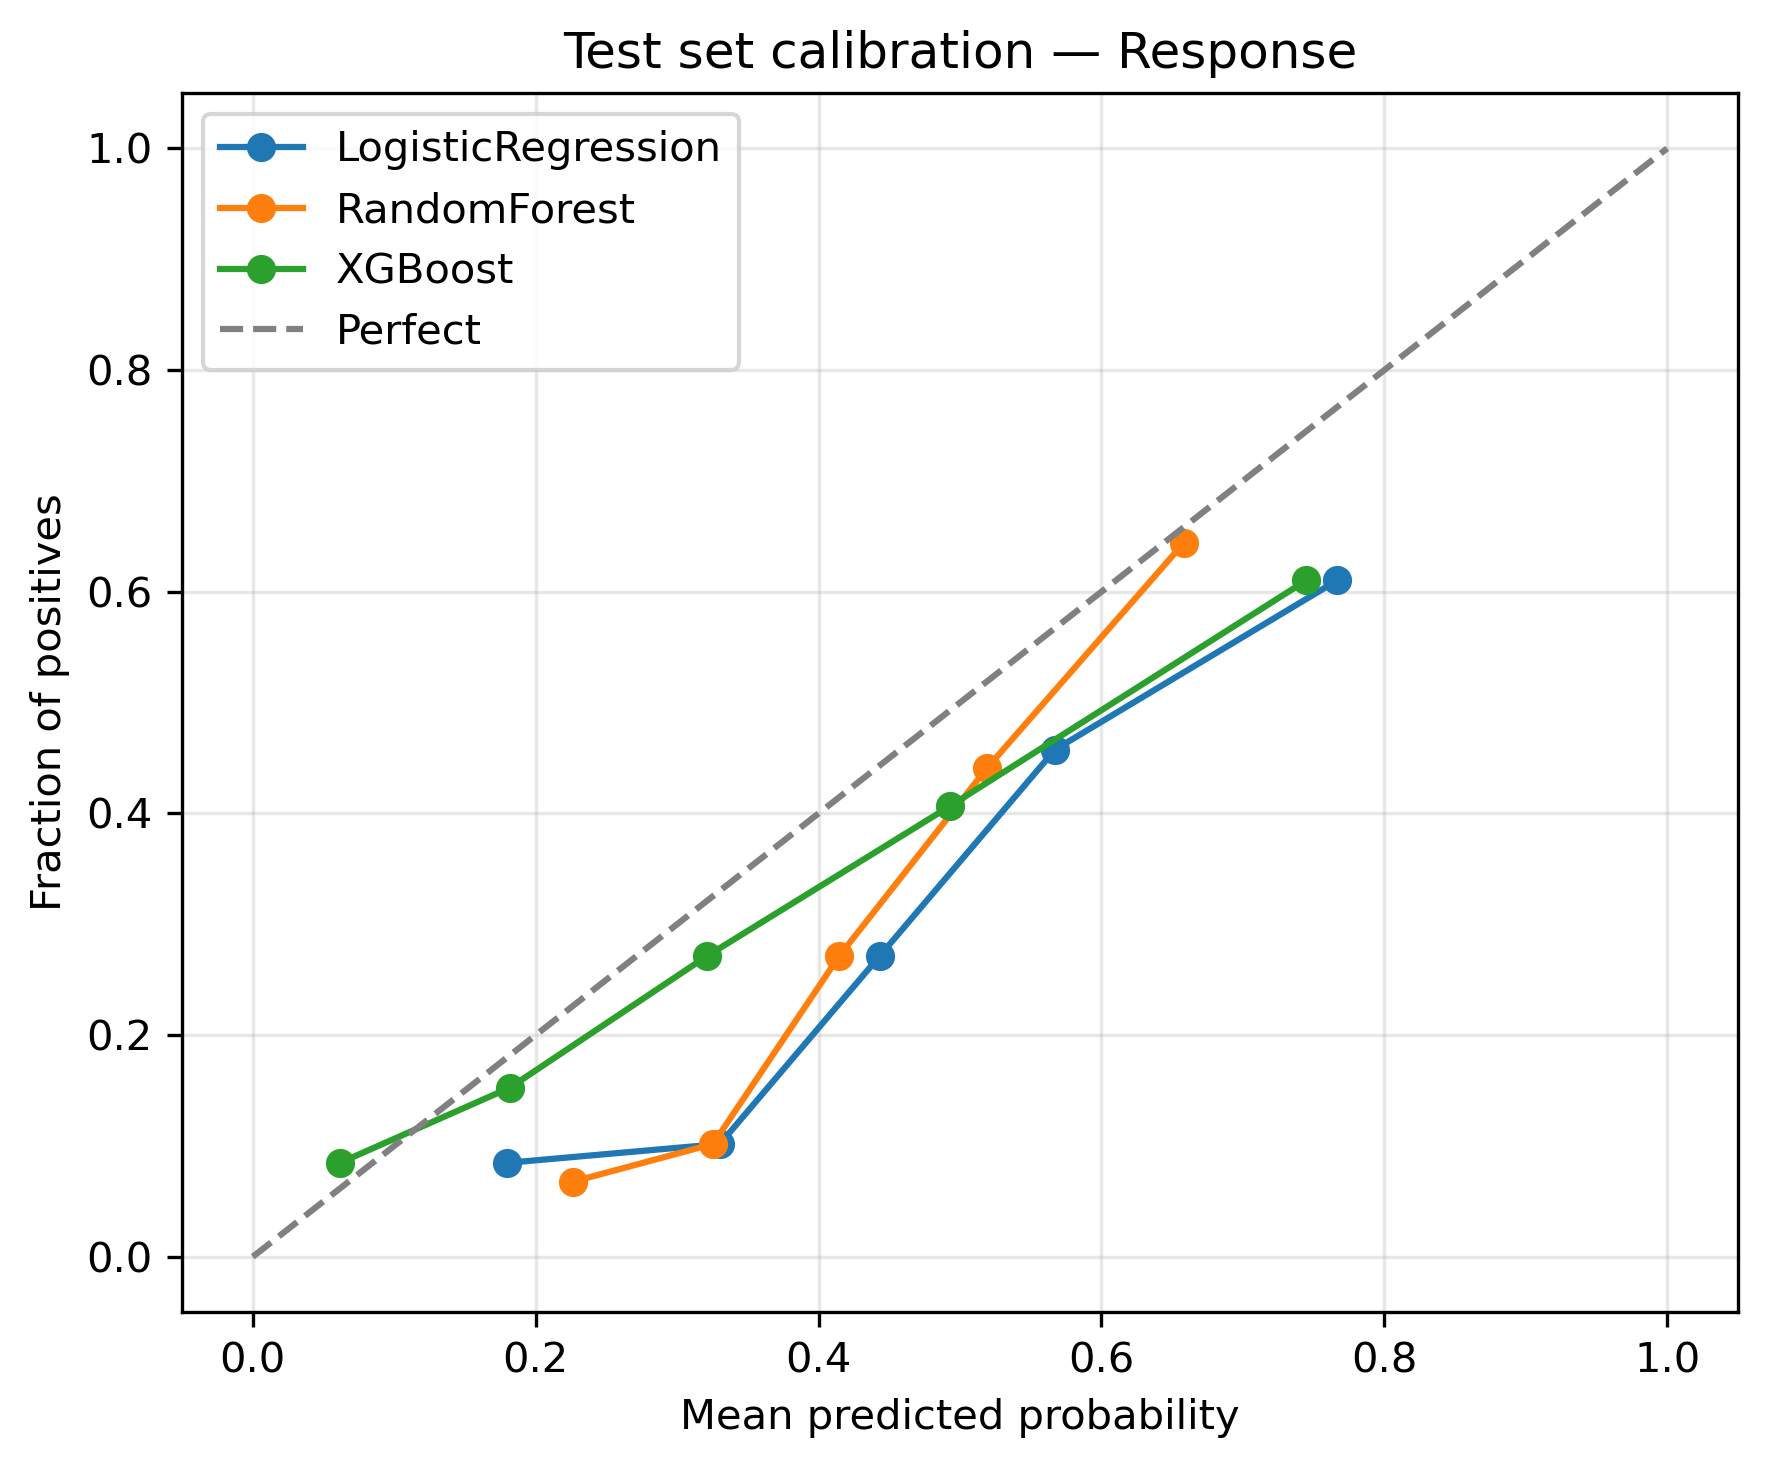 Test set calibration — Response
LogisticRegression
RandomForest
XGBoost
Perfect
Fraction of positives
1.0
0.8
0.6
0.4
0.2
0.0
0.0 0.2 0.4 0.6 0.8 1.0
Mean predicted probability